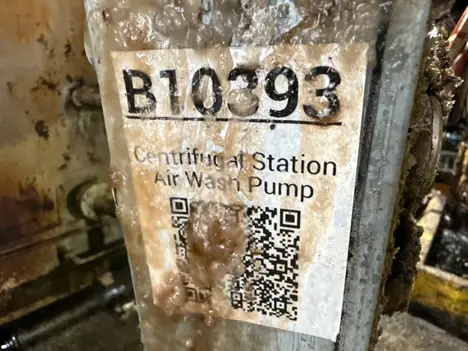 B10393
Centrifugal Station
Air Wash Pump